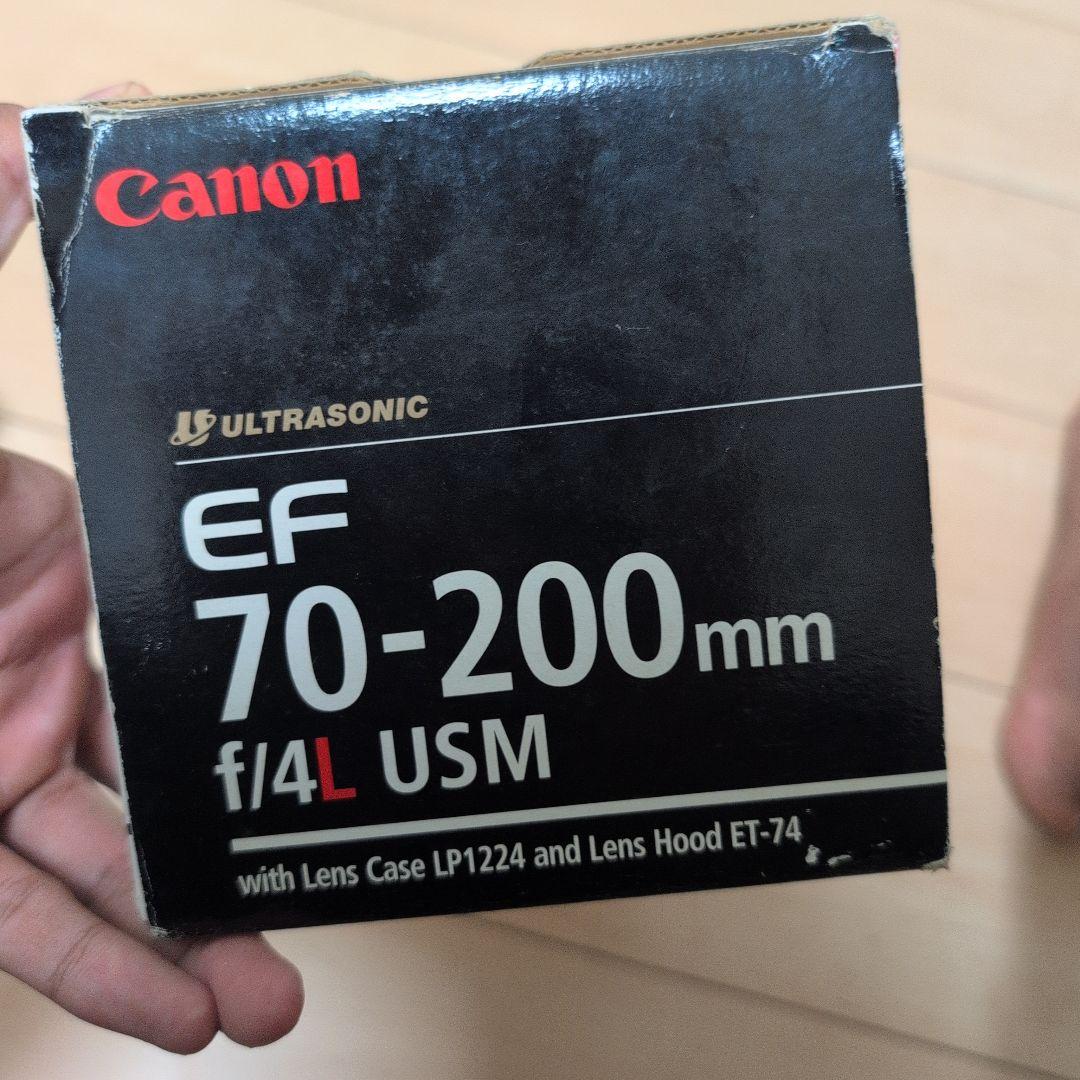 Canon
ULTRASONIC
EF
70-200mm
f/4L USM
with Lens Case LP1224 and Lens Hood ET-74